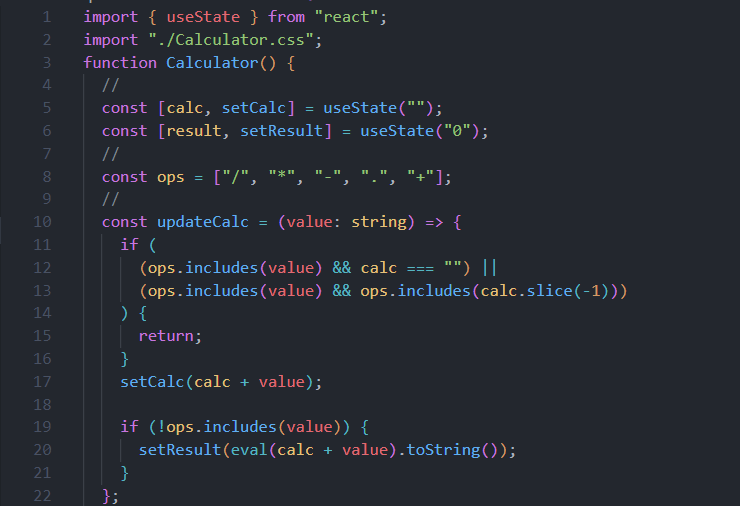 1 import { useState } from "react";
2 import "./Calculator.css";
3 function Calculator() {
4   //
5   const [calc, setCalc] = useState("");
6   const [result, setResult] = useState("0");
7   //
8   const ops = ["/", "*", "-", ".", "+"];
9   //
10   const updateCalc = (value: string) => {
11     if (
12       (ops.includes(value) && calc === "") ||
13       (ops.includes(value) && ops.includes(calc.slice(-1)))
14     ) {
15       return;
16     }
17     setCalc(calc + value);
18
19     if (!ops.includes(value)) {
20       setResult(eval(calc + value).toString());
21     }
22   };